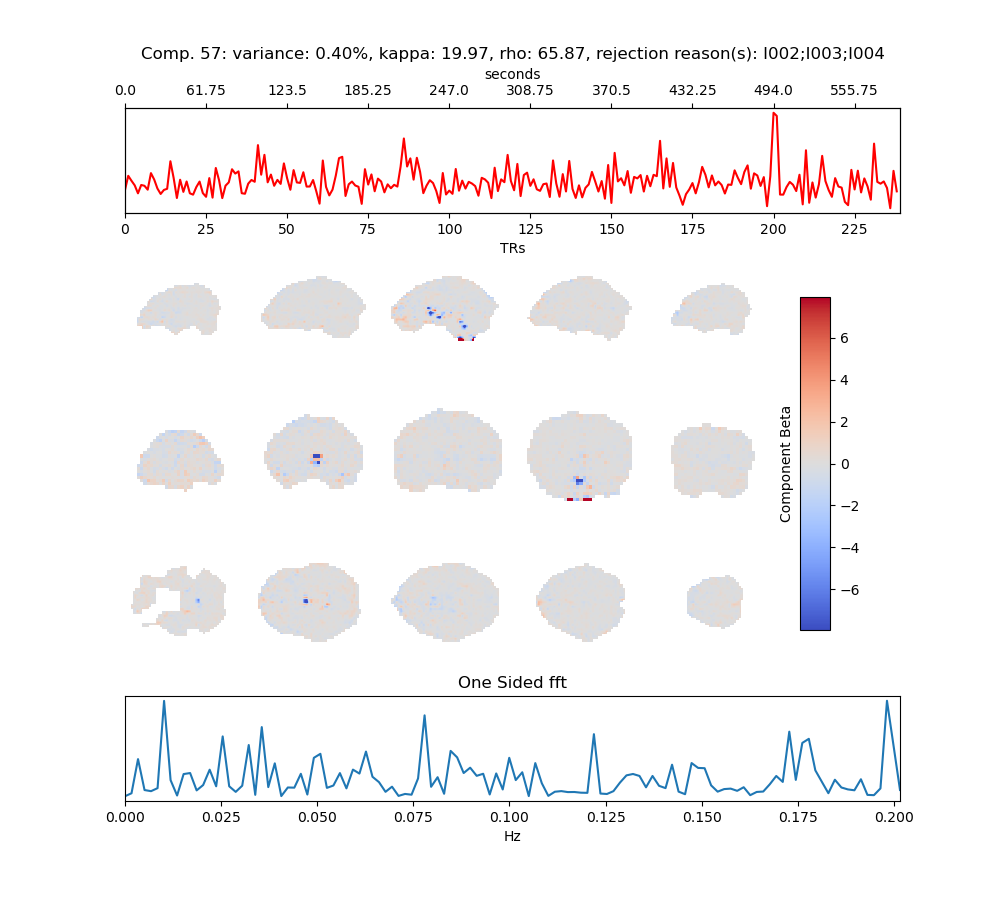 Comp. 57: variance: 0.40%, kappa: 19.97, rho: 65.87, rejection reason(s): I002;I003;I004
seconds
0.0 61.75 123.5 185.25 247.0 308.75 370.5 432.25 494.0 555.75
0 25 50 75 100 125 150 175 200 225
TRs
6
4
2
0
−2
−4
−6
Component Beta
One Sided fft
0.000 0.025 0.050 0.075 0.100 0.125 0.150 0.175 0.200
Hz